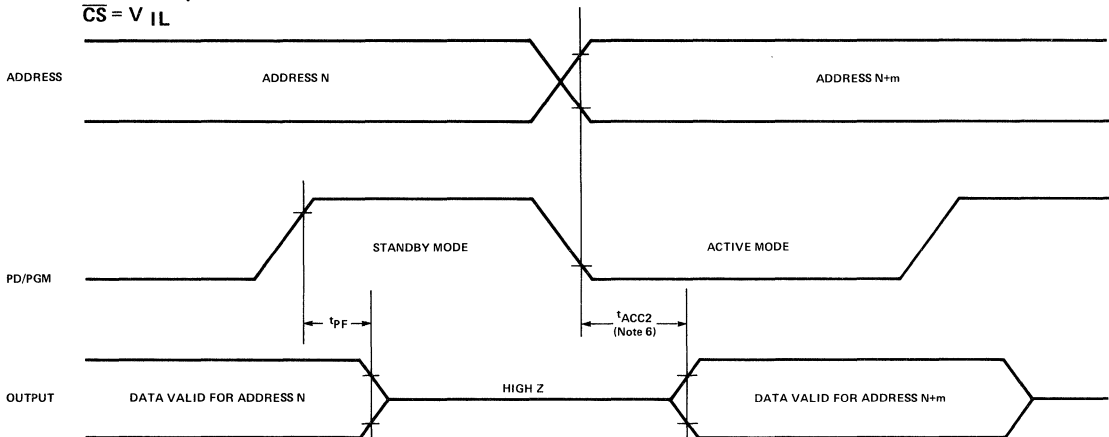 CS = V IL
ADDRESS
ADDRESS N
ADDRESS N+m
PD/PGM
STANDBY MODE
ACTIVE MODE
tPF
tACC2
(Note 6)
OUTPUT
DATA VALID FOR ADDRESS N
HIGH Z
DATA VALID FOR ADDRESS N+m